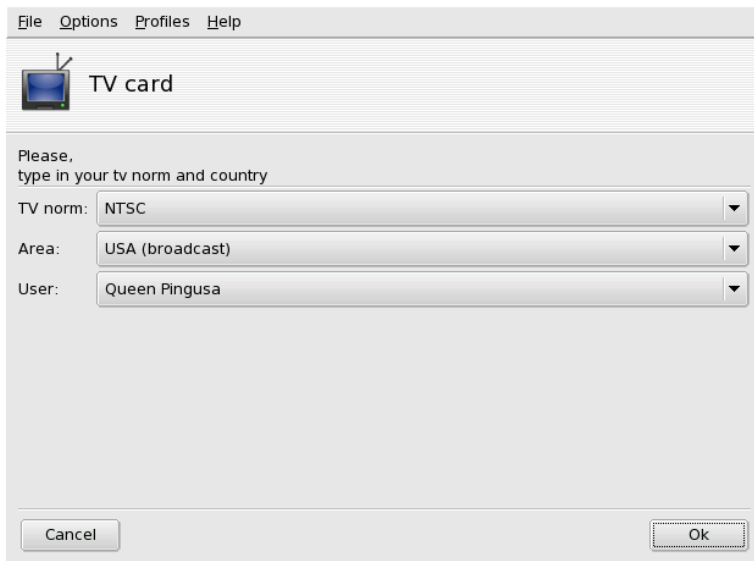 File Options Profiles Help
TV card
Please,
type in your tv norm and country
TV norm: NTSC
Area: USA (broadcast)
User: Queen Pingusa
Cancel Ok